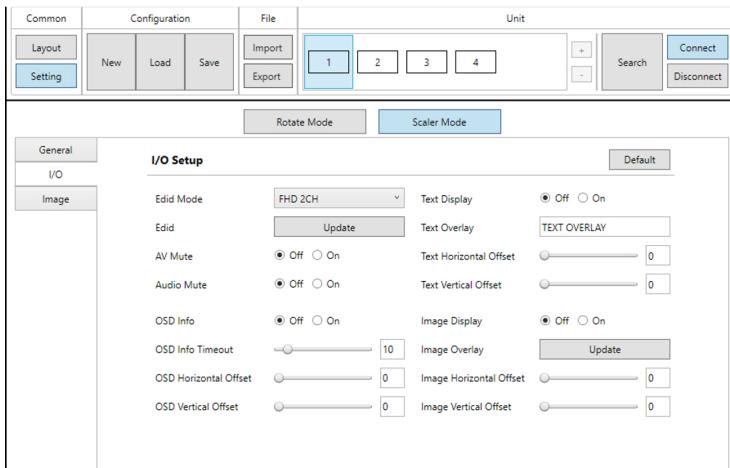 Common Configuration File Unit
Layout New Load Save Import 1 2 3 4 + Search Connect
Setting Export - Disconnect
Rotate Mode Scaler Mode
General
I/O
Image
I/O Setup Default
Edid Mode FHD 2CH Text Display Off On
Edid Update Text Overlay TEXT OVERLAY
AV Mute Off On Text Horizontal Offset 0
Audio Mute Off On Text Vertical Offset 0
OSD Info Off On Image Display Off On
OSD Info Timeout 10 Image Overlay Update
OSD Horizontal Offset 0 Image Horizontal Offset 0
OSD Vertical Offset 0 Image Vertical Offset 0